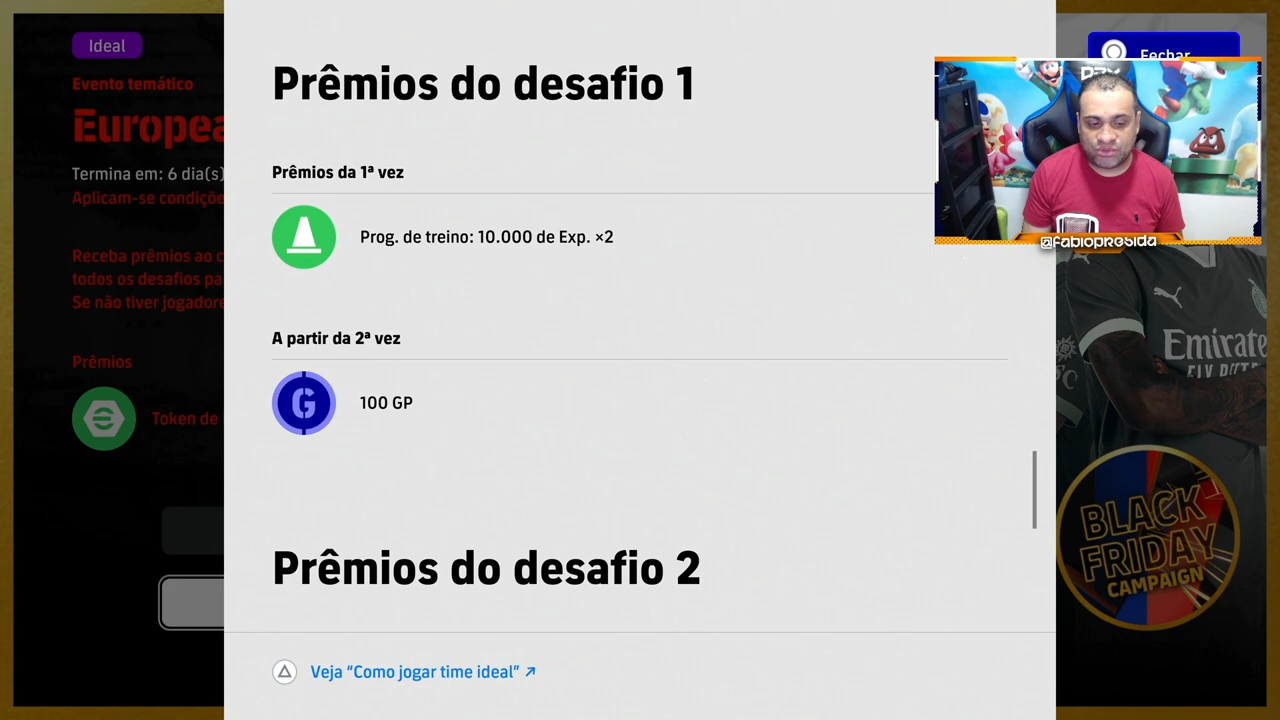 Ideal
Evento temático
Europea
Termina em: 6 dia(s)
Aplicam-se condiçõe
Receba prêmios ao c
todos os desafios pa
Se não tiver jogadore
Prêmios
Token de
Prêmios do desafio 1
Prêmios da 1ª vez
Prog. de treino: 10.000 de Exp. ×2
A partir da 2ª vez
G
100 GP
Prêmios do desafio 2
Veja “Como jogar time ideal”
Fechar
@fabiopresida
Emirate
FLY BETTE
BLACK
FRIDAY
CAMPAIGN